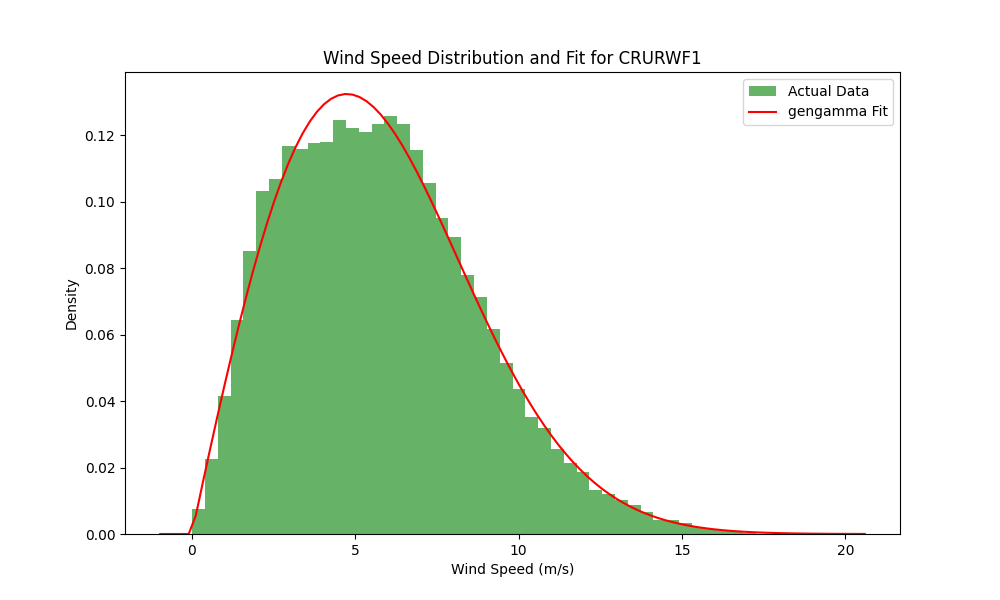 Wind Speed Distribution and Fit for CRURWF1
Actual Data
gengamma Fit
Density
0.12
0.10
0.08
0.06
0.04
0.02
0.00
0 5 10 15 20
Wind Speed (m/s)